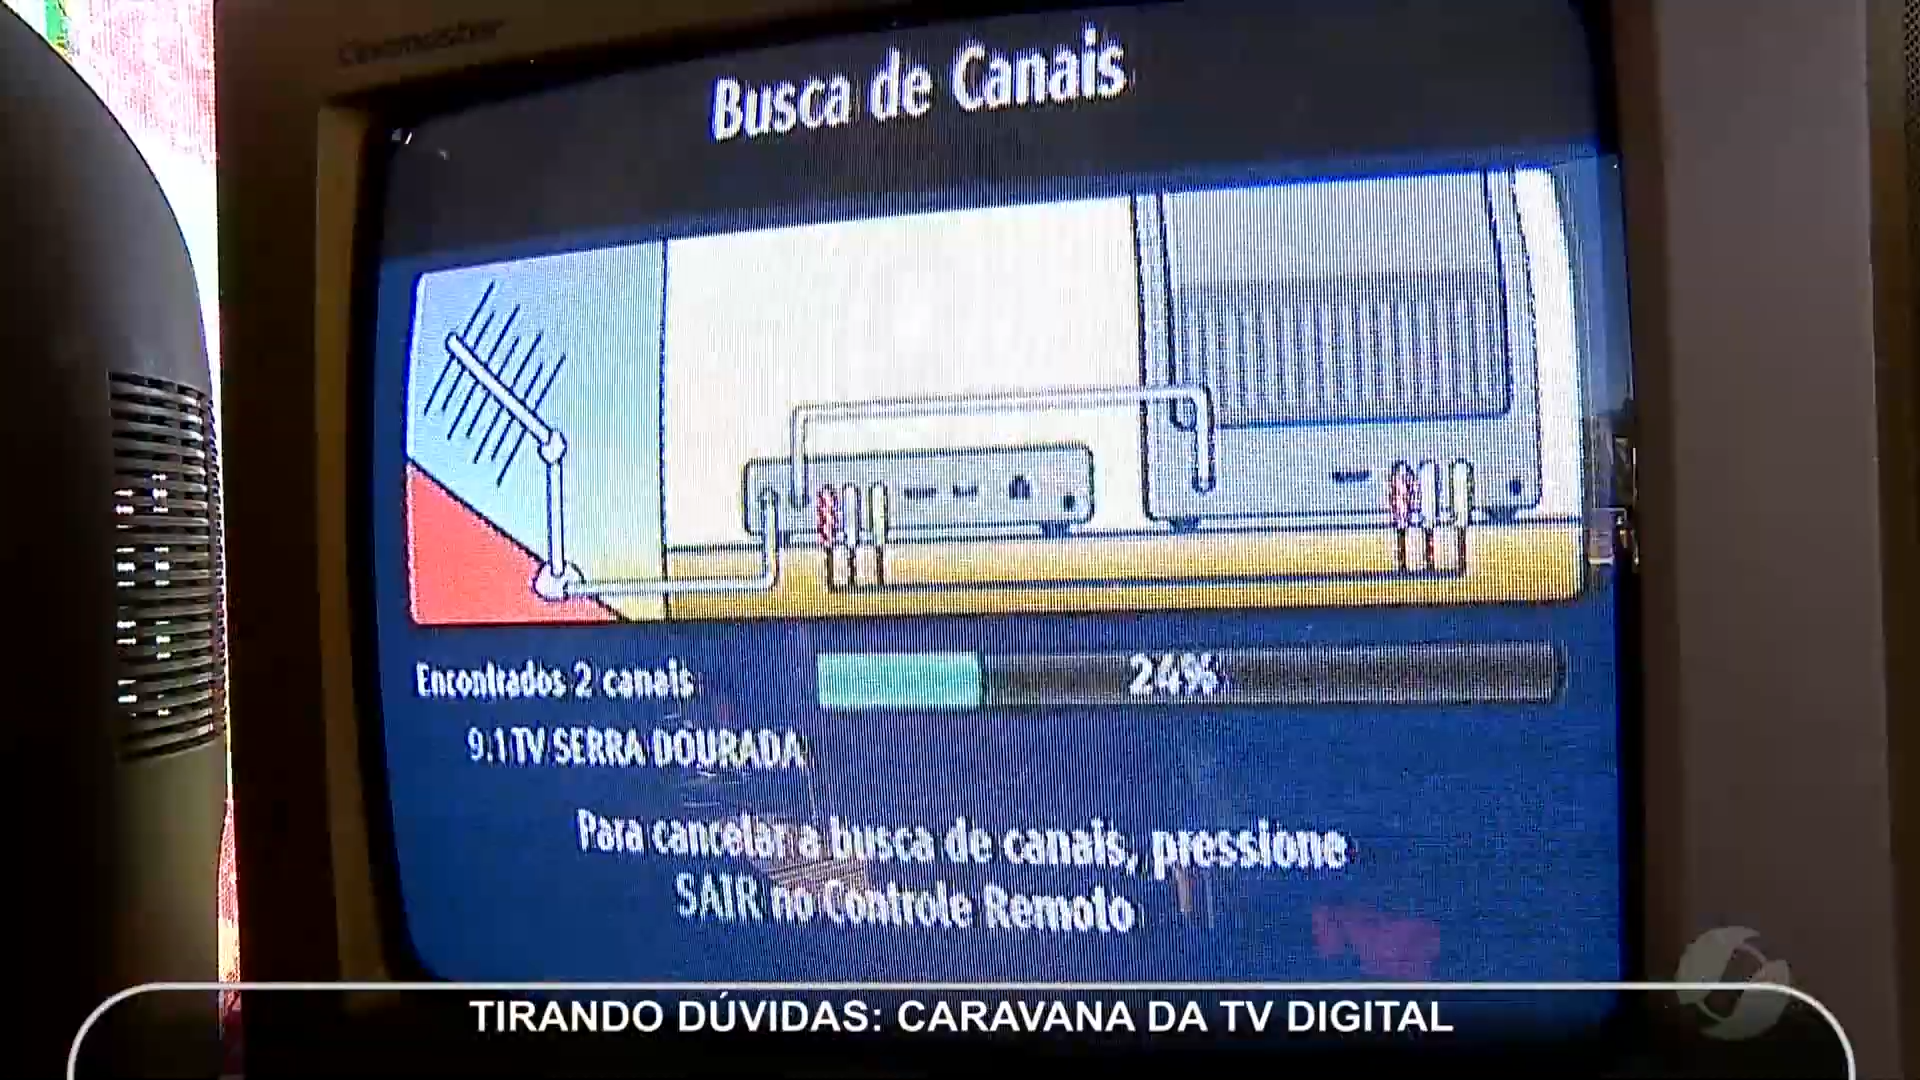 Cinemaster
Busca de Canais
Encontrados 2 canais
24%
9.1 TV SERRA DOURADA
Para cancelar a busca de canais, pressione
SAIR no Controle Remoto
TIRANDO DÚVIDAS: CARAVANA DA TV DIGITAL